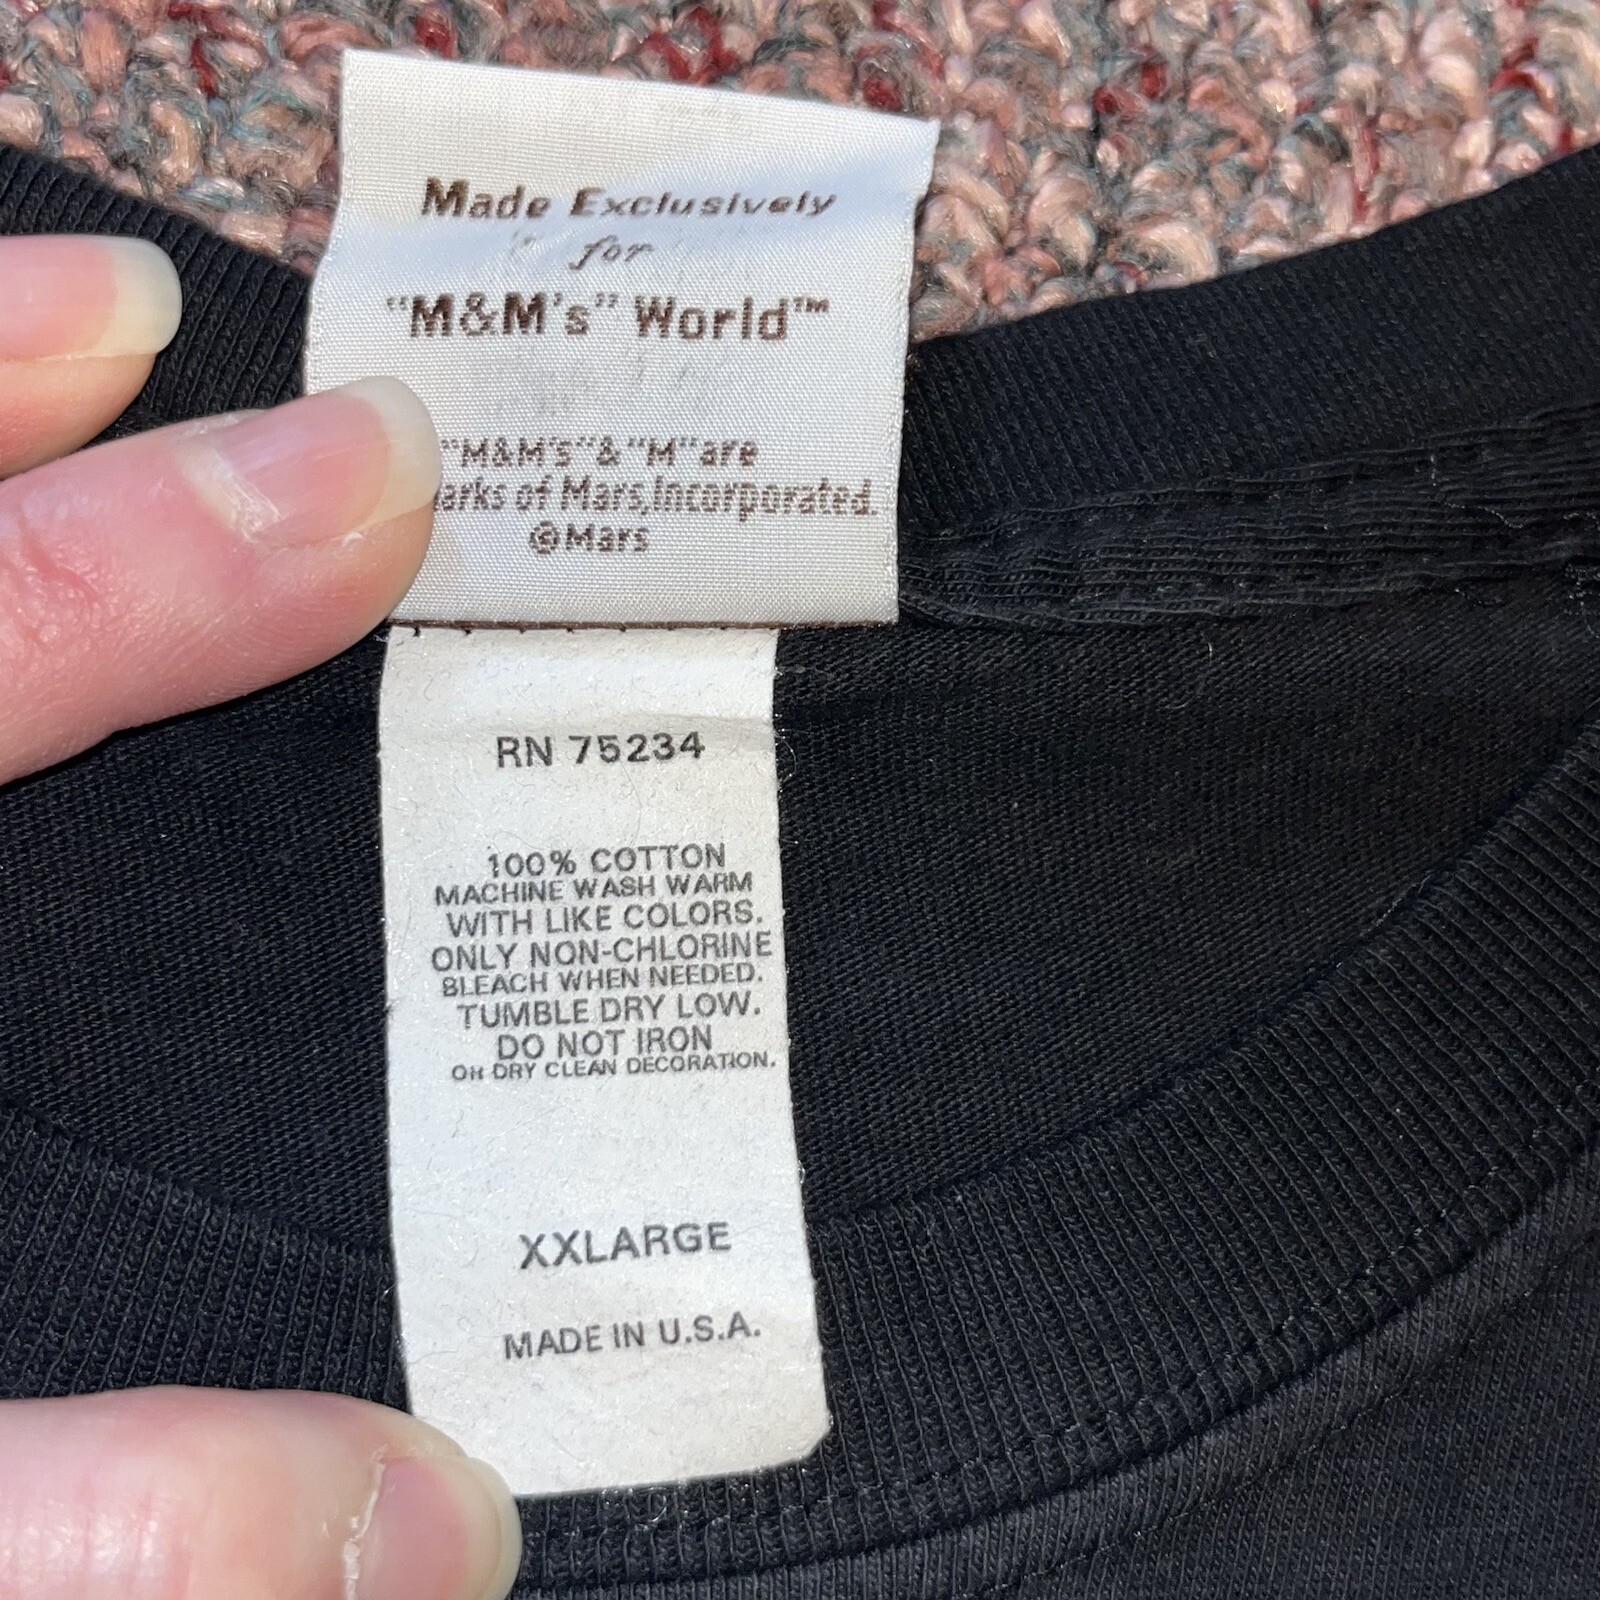 Made Exclusively
for
"M&M's" World™
"M&M's" & "M" are
arks of Mars, Incorporated.
©Mars
RN 75234
100% COTTON
MACHINE WASH WARM
WITH LIKE COLORS.
ONLY NON-CHLORINE
BLEACH WHEN NEEDED.
TUMBLE DRY LOW.
DO NOT IRON
OR DRY CLEAN DECORATION.
XXLARGE
MADE IN U.S.A.